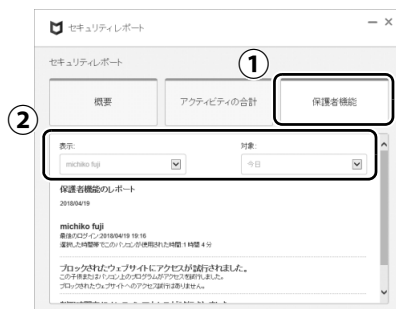 セキュリティレポート
セキュリティレポート
①
概要
アクティビティの合計
保護者機能
②
表示:
対象:
michiko fuji
今日
保護者機能のレポート
2018/04/19
michiko fuji
最後のログイン:2018/04/19 19:16
選択した時間帯でこのパソコンが使用された時間:1 時間 4 分
ブロックされたウェブサイトにアクセスが試行されました。
この子供またはパソコン上のプログラムがアクセスを試行しました。
ブロックされたウェブサイトへのアクセス試行はありません。